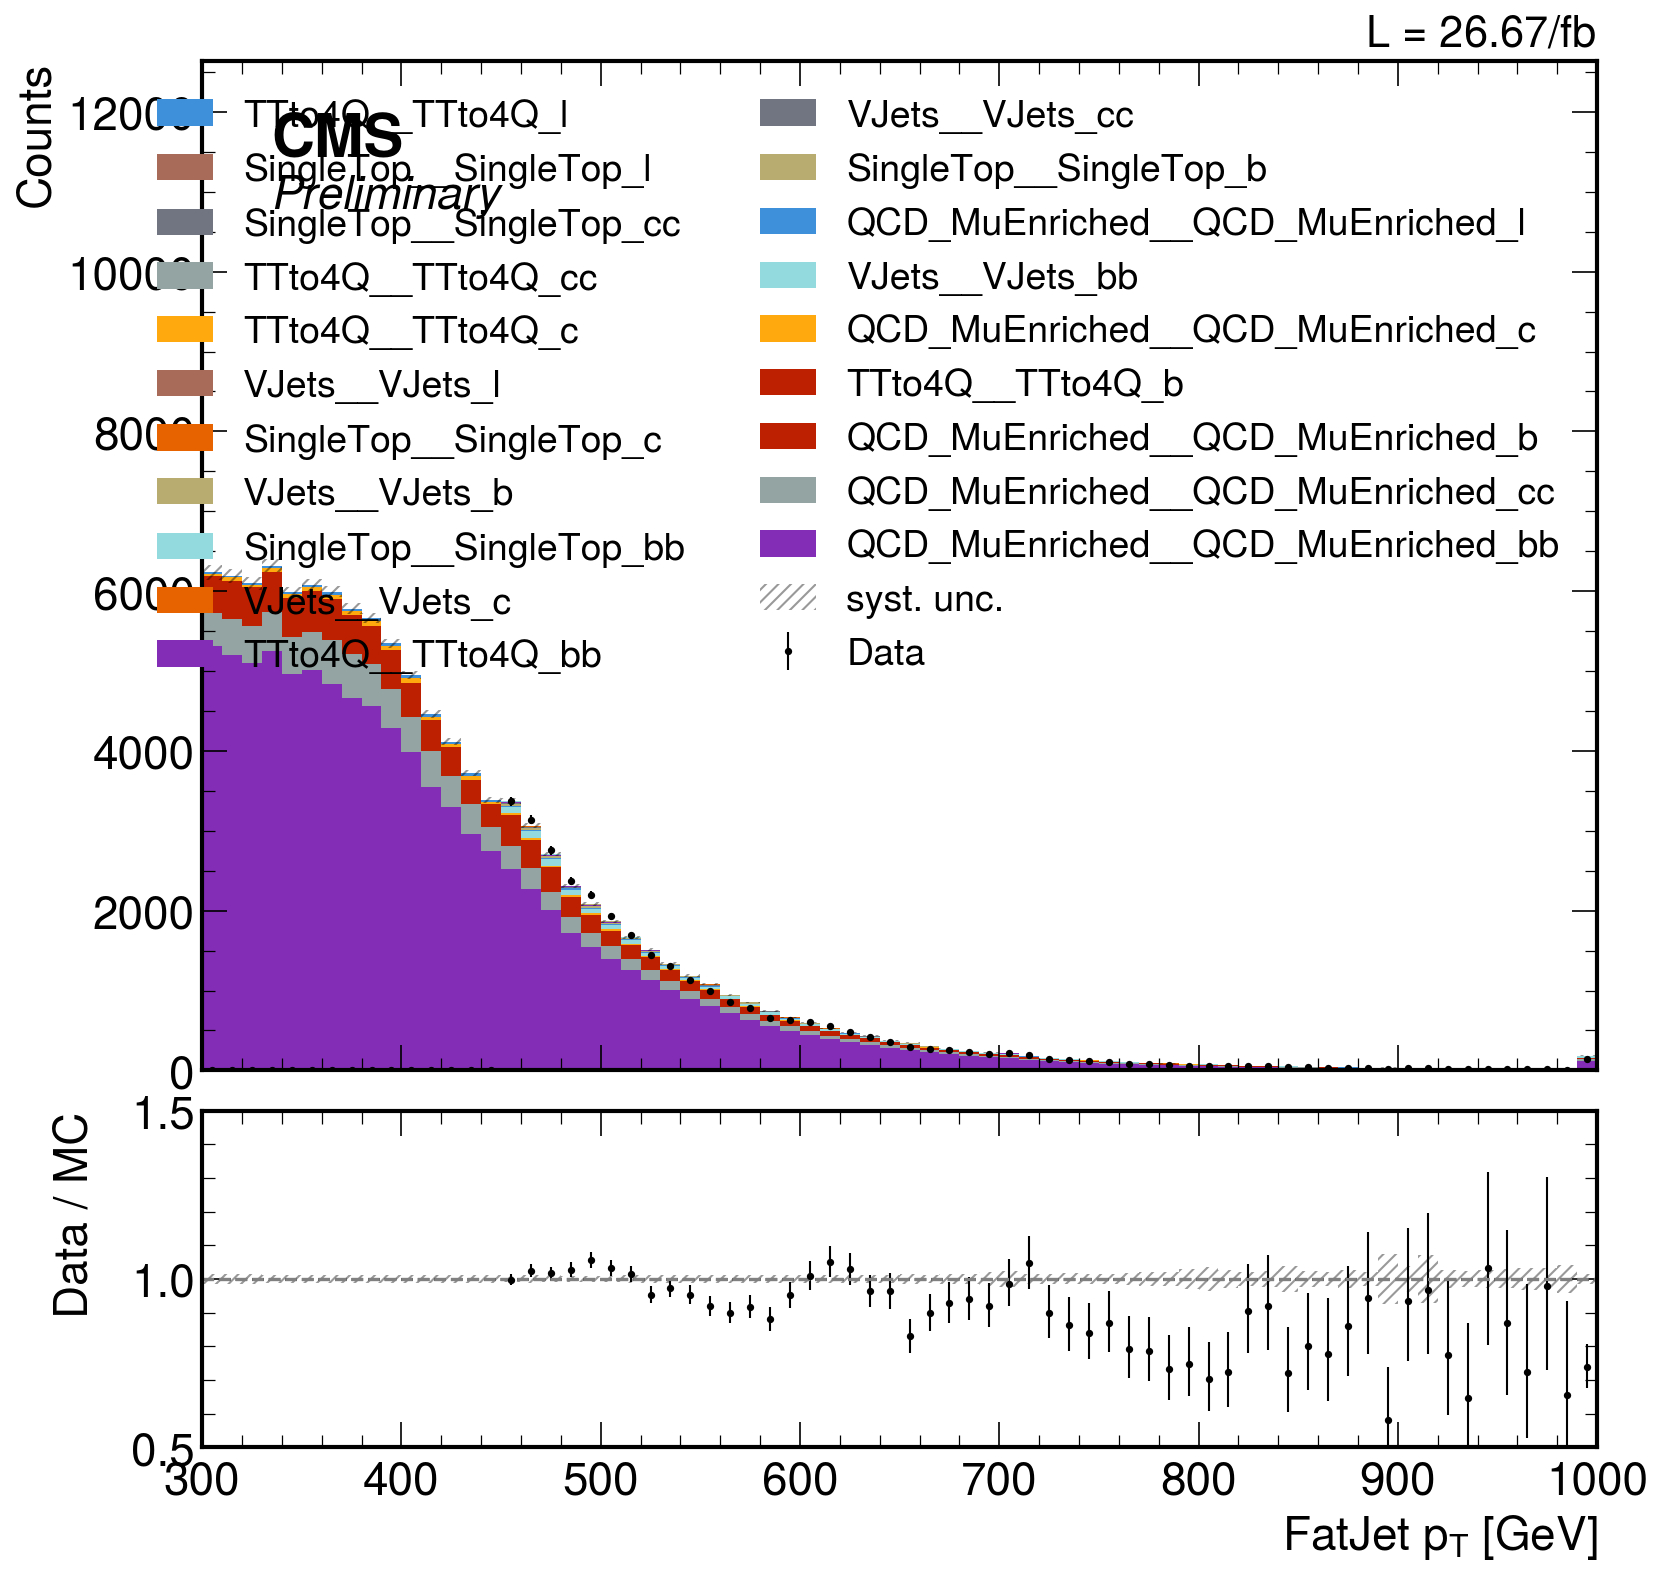 L = 26.67/fb
Counts
CMS
Preliminary
TTto4Q__TTto4Q_l
SingleTop__SingleTop_l
SingleTop__SingleTop_cc
TTto4Q__TTto4Q_cc
TTto4Q__TTto4Q_c
VJets__VJets_l
SingleTop__SingleTop_c
VJets__VJets_b
SingleTop__SingleTop_bb
VJets__VJets_c
TTto4Q__TTto4Q_bb
VJets__VJets_cc
SingleTop__SingleTop_b
QCD_MuEnriched__QCD_MuEnriched_l
VJets__VJets_bb
QCD_MuEnriched__QCD_MuEnriched_c
TTto4Q__TTto4Q_b
QCD_MuEnriched__QCD_MuEnriched_b
QCD_MuEnriched__QCD_MuEnriched_cc
QCD_MuEnriched__QCD_MuEnriched_bb
syst. unc.
Data
12000
10000
8000
6000
4000
2000
0
Data / MC
1.5
1.0
0.5
300 400 500 600 700 800 900 1000
FatJet p_T [GeV]